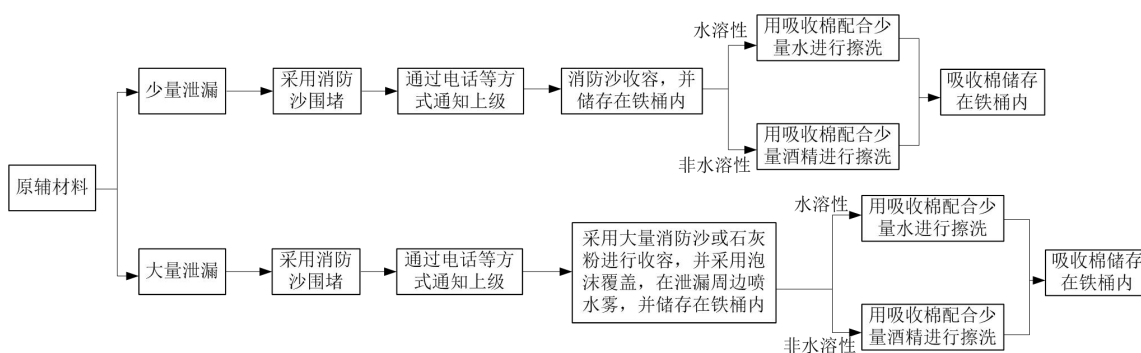 原辅材料
少量泄漏
采用消防
沙围堵
通过电话等方
式通知上级
消防沙收容，并
储存在铁桶内
水溶性
用吸收棉配合少
量水进行擦洗
非水溶性
用吸收棉配合少
量酒精进行擦洗
吸收棉储存
在铁桶内
大量泄漏
采用消防
沙围堵
通过电话等方
式通知上级
采用大量消防沙或石灰
粉进行收容，并采用泡
沫覆盖，在泄漏周边喷
水雾，并储存在铁桶内
水溶性
用吸收棉配合少
量水进行擦洗
非水溶性
用吸收棉配合少
量酒精进行擦洗
吸收棉储存
在铁桶内